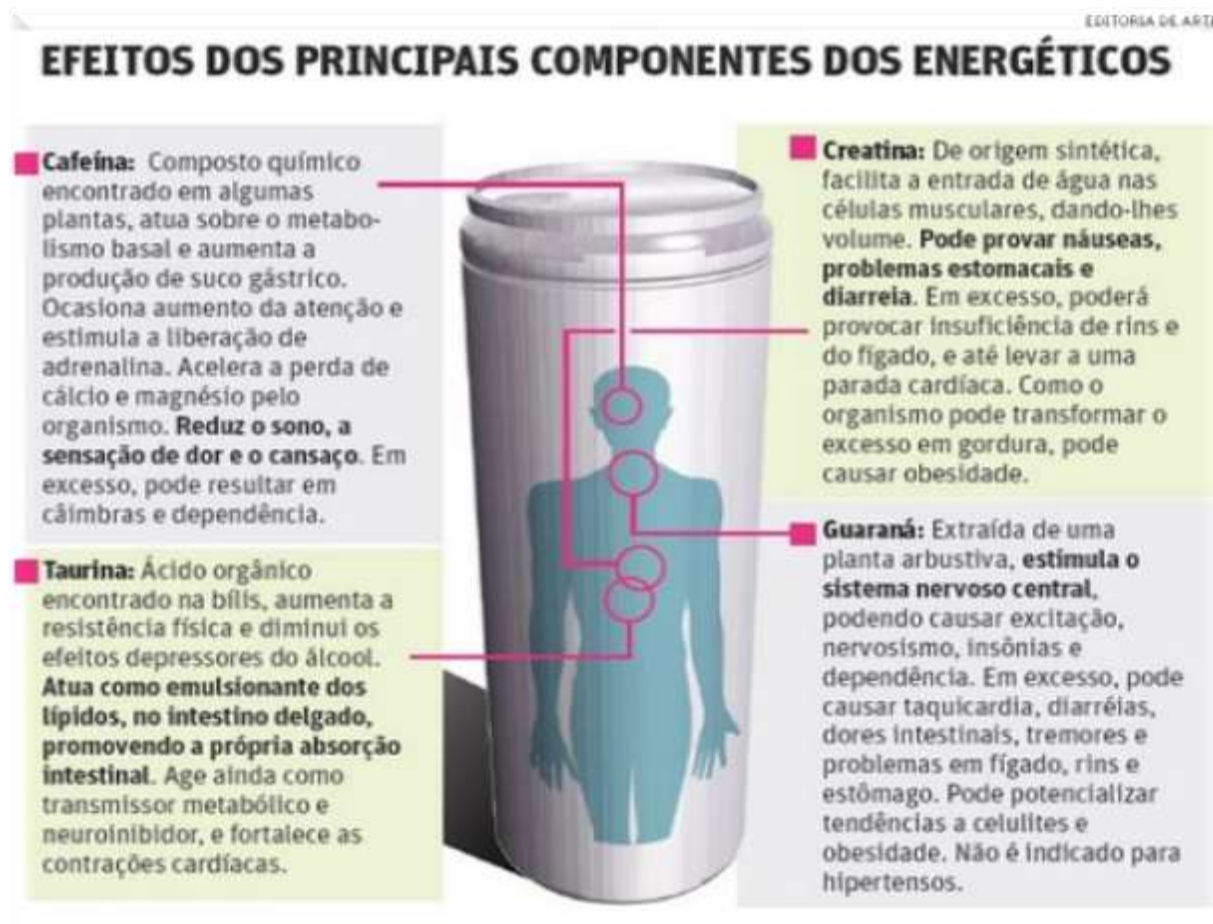 EDITORIA DE ART
EFEITOS DOS PRINCIPAIS COMPONENTES DOS ENERGÉTICOS
Cafeína: Composto químico
encontrado em algumas
plantas, atua sobre o metabo-
lismo basal e aumenta a
produção de suco gástrico.
Ocasiona aumento da atenção e
estimula a liberação de
adrenalina. Acelera a perda de
cálcio e magnésio pelo
organismo. Reduz o sono, a
sensação de dor e o cansaço. Em
excesso, pode resultar em
câimbras e dependência.
Taurina: Ácido orgânico
encontrado na bílis, aumenta a
resistência física e diminui os
efeitos depressores do álcool.
Atua como emulsionante dos
lípidos, no intestino delgado,
promovendo a própria absorção
intestinal. Age ainda como
transmissor metabólico e
neuroinibidor, e fortalece as
contrações cardíacas.
Creatina: De origem sintética,
facilita a entrada de água nas
células musculares, dando-lhes
volume. Pode provar náuseas,
problemas estomacais e
diarreia. Em excesso, poderá
provocar insuficiência de rins e
do fígado, e até levar a uma
parada cardíaca. Como o
organismo pode transformar o
excesso em gordura, pode
causar obesidade.
Guaraná: Extraída de uma
planta arbustiva, estimula o
sistema nervoso central,
podendo causar excitação,
nervosismo, insônias e
dependência. Em excesso, pode
causar taquicardia, diarréias,
dores intestinais, tremores e
problemas em fígado, rins e
estômago. Pode potencializar
tendências a celulites e
obesidade. Não é indicado para
hipertensos.